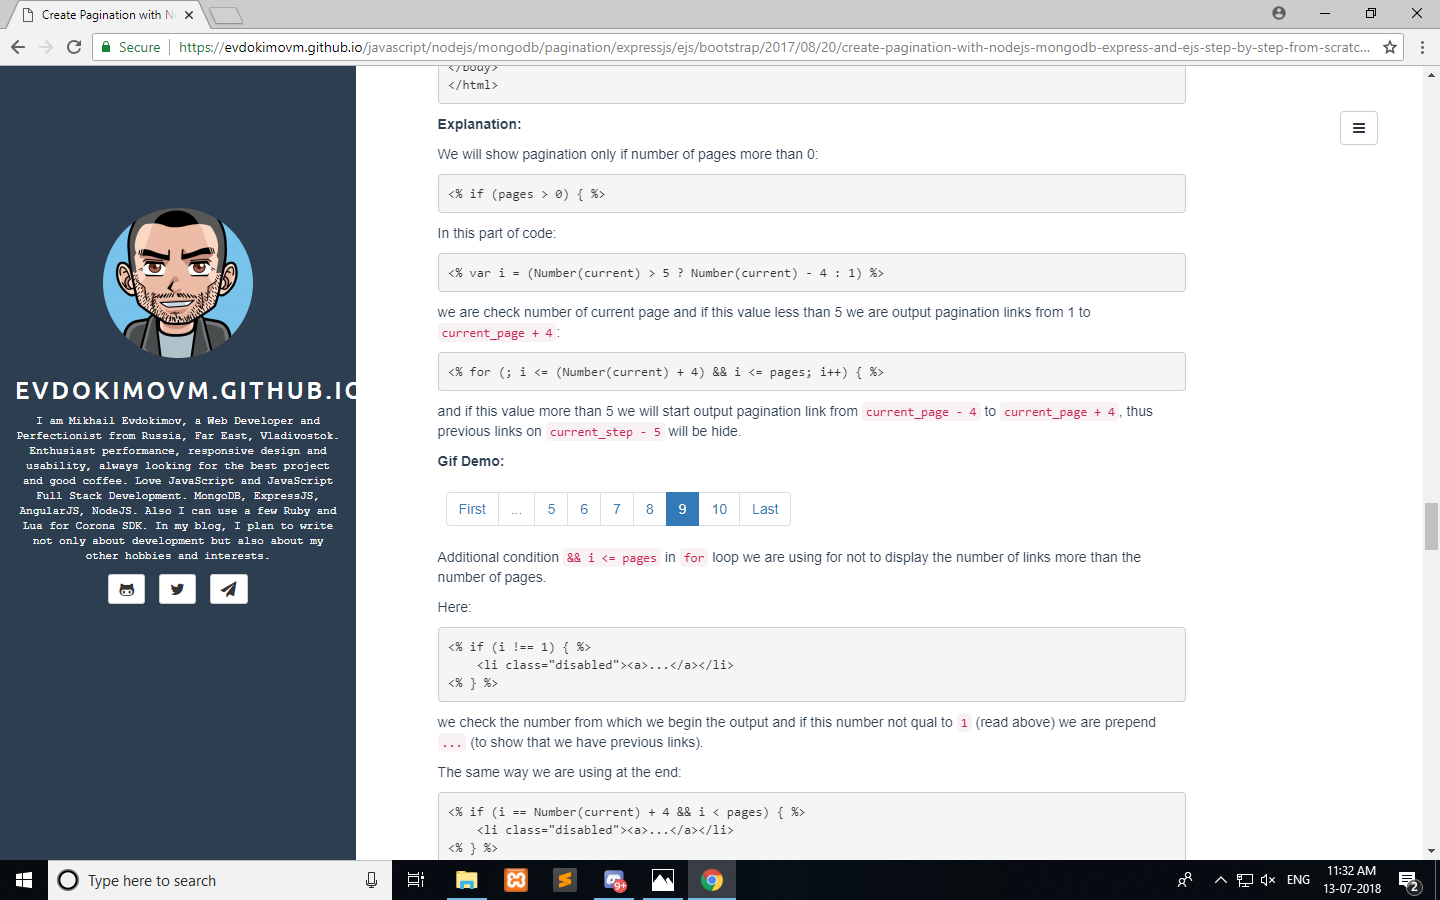 Create Pagination with N
Secure
https://evdokimovm.github.io/javascript/nodejs/mongodb/pagination/expressjs/ejs/bootstrap/2017/08/20/create-pagination-with-nodejs-mongodb-express-and-ejs-step-by-step-from-scratc...
EVDOKIMOVM.GITHUB.IO
I am Mikhail Evdokimov, a Web Developer and
Perfectionist from Russia, Far East, Vladivostok.
Enthusiast performance, responsive design and
usability, always looking for the best project
and good coffee. Love JavaScript and JavaScript
Full Stack Development. MongoDB, ExpressJS,
AngularJS, NodeJS. Also I can use a few Ruby and
Lua for Corona SDK. In my blog, I plan to write
not only about development but also about my
other hobbies and interests.
</body>
</html>
Explanation:
We will show pagination only if number of pages more than 0:
<% if (pages > 0) { %>
In this part of code:
<% var i = (Number(current) > 5 ? Number(current) - 4 : 1) %>
we are check number of current page and if this value less than 5 we are output pagination links from 1 to
current_page + 4:
<% for (; i <= (Number(current) + 4) && i <= pages; i++) { %>
and if this value more than 5 we will start output pagination link from current_page - 4 to current_page + 4, thus
previous links on current_step - 5 will be hide.
Gif Demo:
First ... 5 6 7 8 9 10 Last
Additional condition && i <= pages in for loop we are using for not to display the number of links more than the
number of pages.
Here:
<% if (i !== 1) { %>
<li class="disabled"><a>...</a></li>
<% } %>
we check the number from which we begin the output and if this number not qual to 1 (read above) we are prepend
... (to show that we have previous links).
The same way we are using at the end:
<% if (i == Number(current) + 4 && i < pages) { %>
<li class="disabled"><a>...</a></li>
<% } %>
Type here to search
9+
ENG
11:32 AM
13-07-2018
2